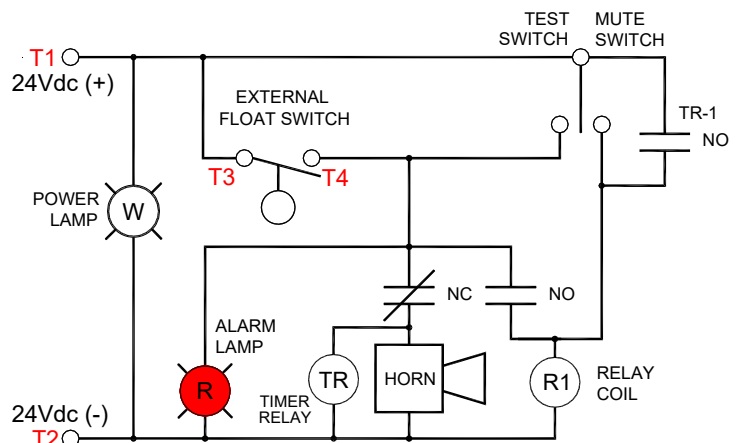 TEST
SWITCH
MUTE
SWITCH
T1
24Vdc (+)
EXTERNAL
FLOAT SWITCH
TR-1
NO
T3
T4
POWER
LAMP
W
NC
NO
ALARM
LAMP
R
TIMER
RELAY
TR
HORN
R1
RELAY
COIL
24Vdc (-)
T2